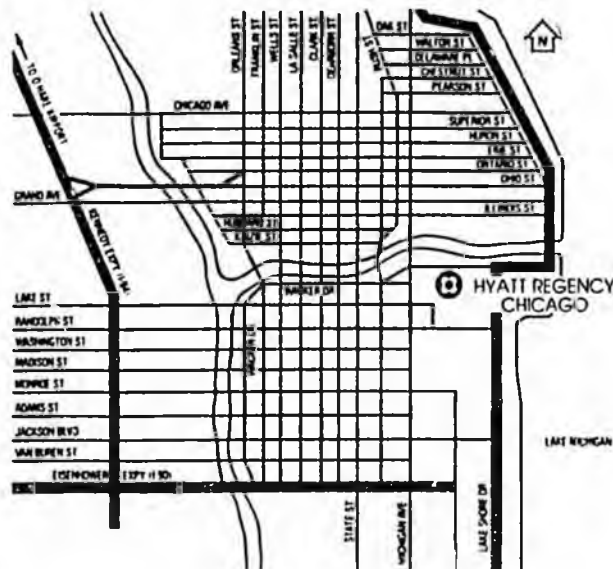 ORLEANS ST
FRANKLIN ST
WELLS ST
LA SALLE ST
CLARK ST
DEARBORN ST
RUSH ST
OAK ST
WALTON ST
DELAWARE PL
CHESTNUT ST
PEARSON ST
N
TO O'HARE AIRPORT
CHICAGO AVE
SUPERIOR ST
HURON ST
ERIE ST
ONTARIO ST
OHIO ST
GRAND AVE
ILLINOIS ST
HUBBARD ST
KINZIE ST
KENNEDY EXPY (I-94)
WACKER DR
HYATT REGENCY
CHICAGO
LAKE ST
RANDOLPH ST
WASHINGTON ST
WACKER DR
MADISON ST
MONROE ST
ADAMS ST
JACKSON BLVD
VAN BUREN ST
LAKE MICHIGAN
EISENHOWER EXPY (I-90)
STATE ST
MICHIGAN AVE
LAKE SHORE DR